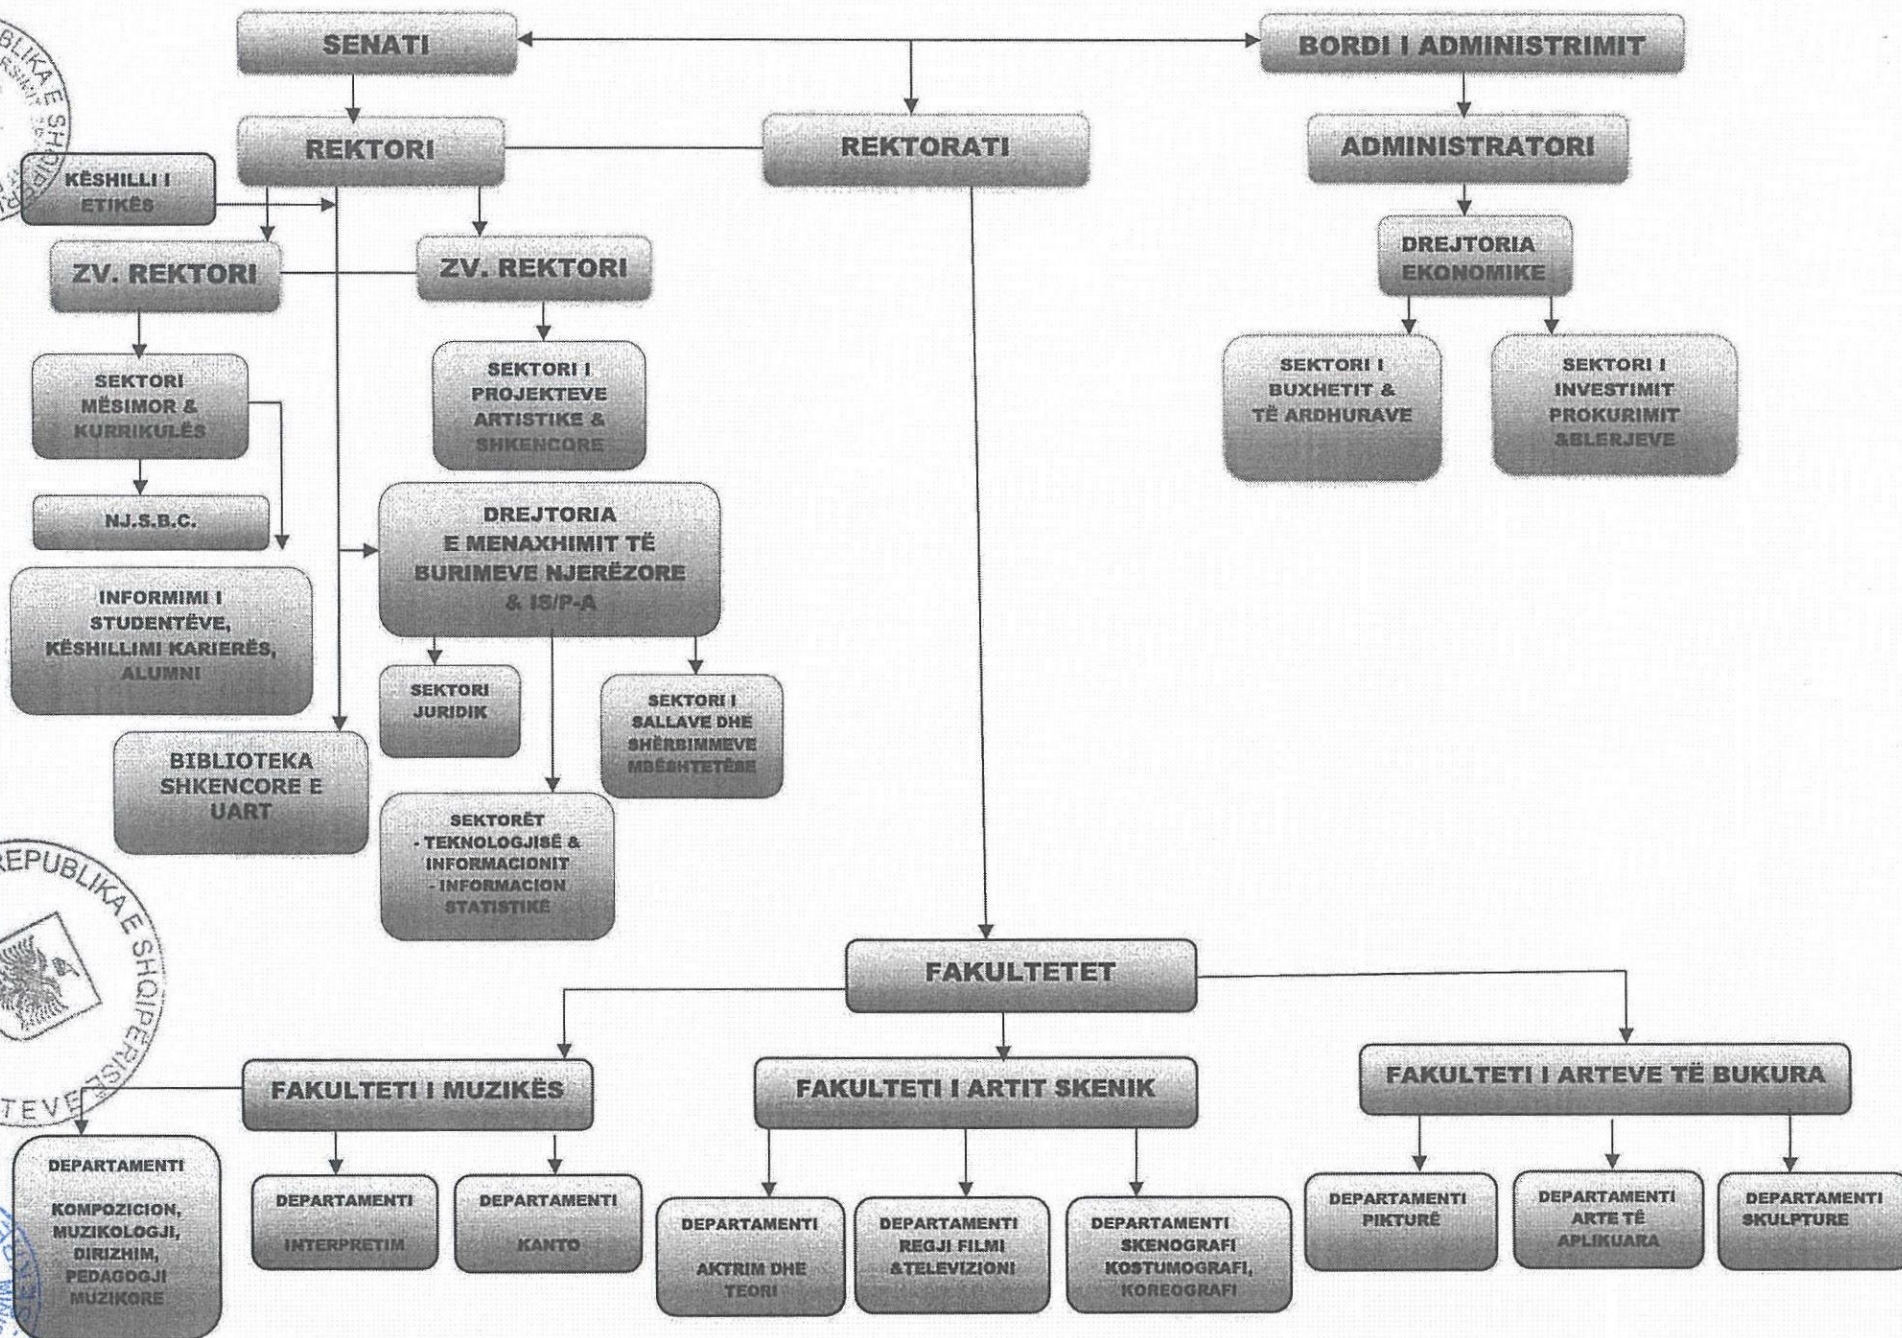 SENATI
BORDI I ADMINISTRIMIT
REKTORI
REKTORATI
ADMINISTRATORI
KËSHILLI I
ETIKËS
ZV. REKTORI
ZV. REKTORI
DREJTORIA
EKONOMIKE
SEKTORI
MËSIMOR &
KURRIKULËS
SEKTORI I
PROJEKTEVE
ARTISTIKE &
SHKENCORE
SEKTORI I
BUXHETIT &
TË ARDHURAVE
SEKTORI I
INVESTIMIT
PROKURIMIT
&BLERJEVE
NJ.S.B.C.
DREJTORIA
E MENAXHIMIT TË
BURIMEVE NJERËZORE
& IS/P-A
INFORMIMI I
STUDENTËVE,
KËSHILLIMI KARIERËS,
ALUMNI
SEKTORI
JURIDIK
SEKTORI I
SALLAVE DHE
SHËRBIMMEVE
MBËSHTETËSE
BIBLIOTEKA
SHKENCORE E
UART
SEKTORËT
- TEKNOLOGJISË &
INFORMACIONIT
- INFORMACION
STATISTIKË
REPUBLIKA E SHQIPËRISË
FAKULTETET
FAKULTETI I MUZIKËS
FAKULTETI I ARTIT SKENIK
FAKULTETI I ARTEVE TË BUKURA
DEPARTAMENTI
KOMPOZICION,
MUZIKOLOGJI,
DIRIZHIM,
PEDAGOGJI
MUZIKORE
DEPARTAMENTI
INTERPRETIM
DEPARTAMENTI
KANTO
DEPARTAMENTI
AKTRIM DHE
TEORI
DEPARTAMENTI
REGJI FILMI
&TELEVIZIONI
DEPARTAMENTI
SKENOGRAFI
KOSTUMOGRAFI,
KOREOGRAFI
DEPARTAMENTI
PIKTURË
DEPARTAMENTI
ARTE TË
APLIKUARA
DEPARTAMENTI
SKULPTURE